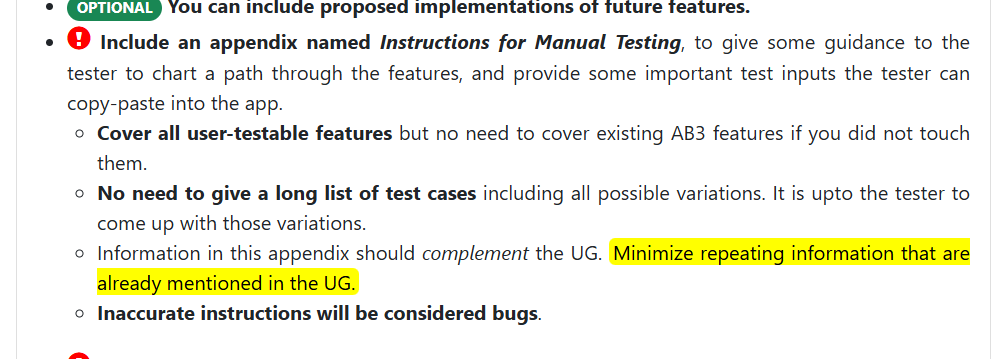 OPTIONAL You can include proposed implementations of future features.
! Include an appendix named Instructions for Manual Testing, to give some guidance to the
tester to chart a path through the features, and provide some important test inputs the tester can
copy-paste into the app.
Cover all user-testable features but no need to cover existing AB3 features if you did not touch
them.
No need to give a long list of test cases including all possible variations. It is upto the tester to
come up with those variations.
Information in this appendix should complement the UG. Minimize repeating information that are
already mentioned in the UG.
Inaccurate instructions will be considered bugs.